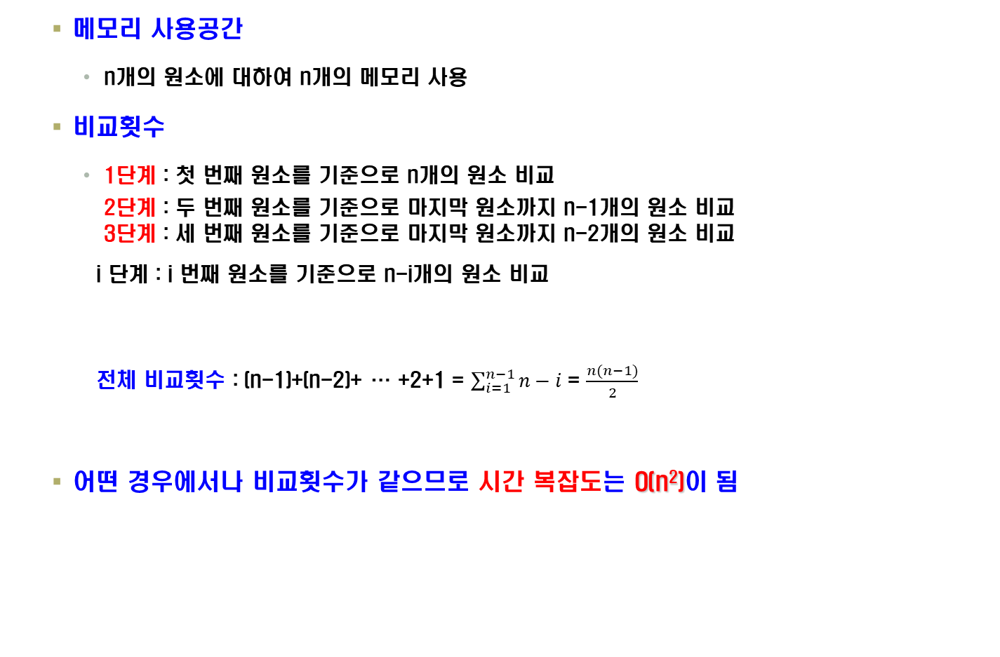 ▪ 메모리 사용공간
• n개의 원소에 대하여 n개의 메모리 사용
▪ 비교횟수
• 1단계 : 첫 번째 원소를 기준으로 n개의 원소 비교
2단계 : 두 번째 원소를 기준으로 마지막 원소까지 n-1개의 원소 비교
3단계 : 세 번째 원소를 기준으로 마지막 원소까지 n-2개의 원소 비교
i 단계 : i 번째 원소를 기준으로 n-i개의 원소 비교
전체 비교횟수 : (n-1)+(n-2)+ ⋯ +2+1 = $\sum_{i=1}^{n-1} n-i$ = $\frac{n(n-1)}{2}$
▪ 어떤 경우에서나 비교횟수가 같으므로 시간 복잡도는 O(n²)이 됨